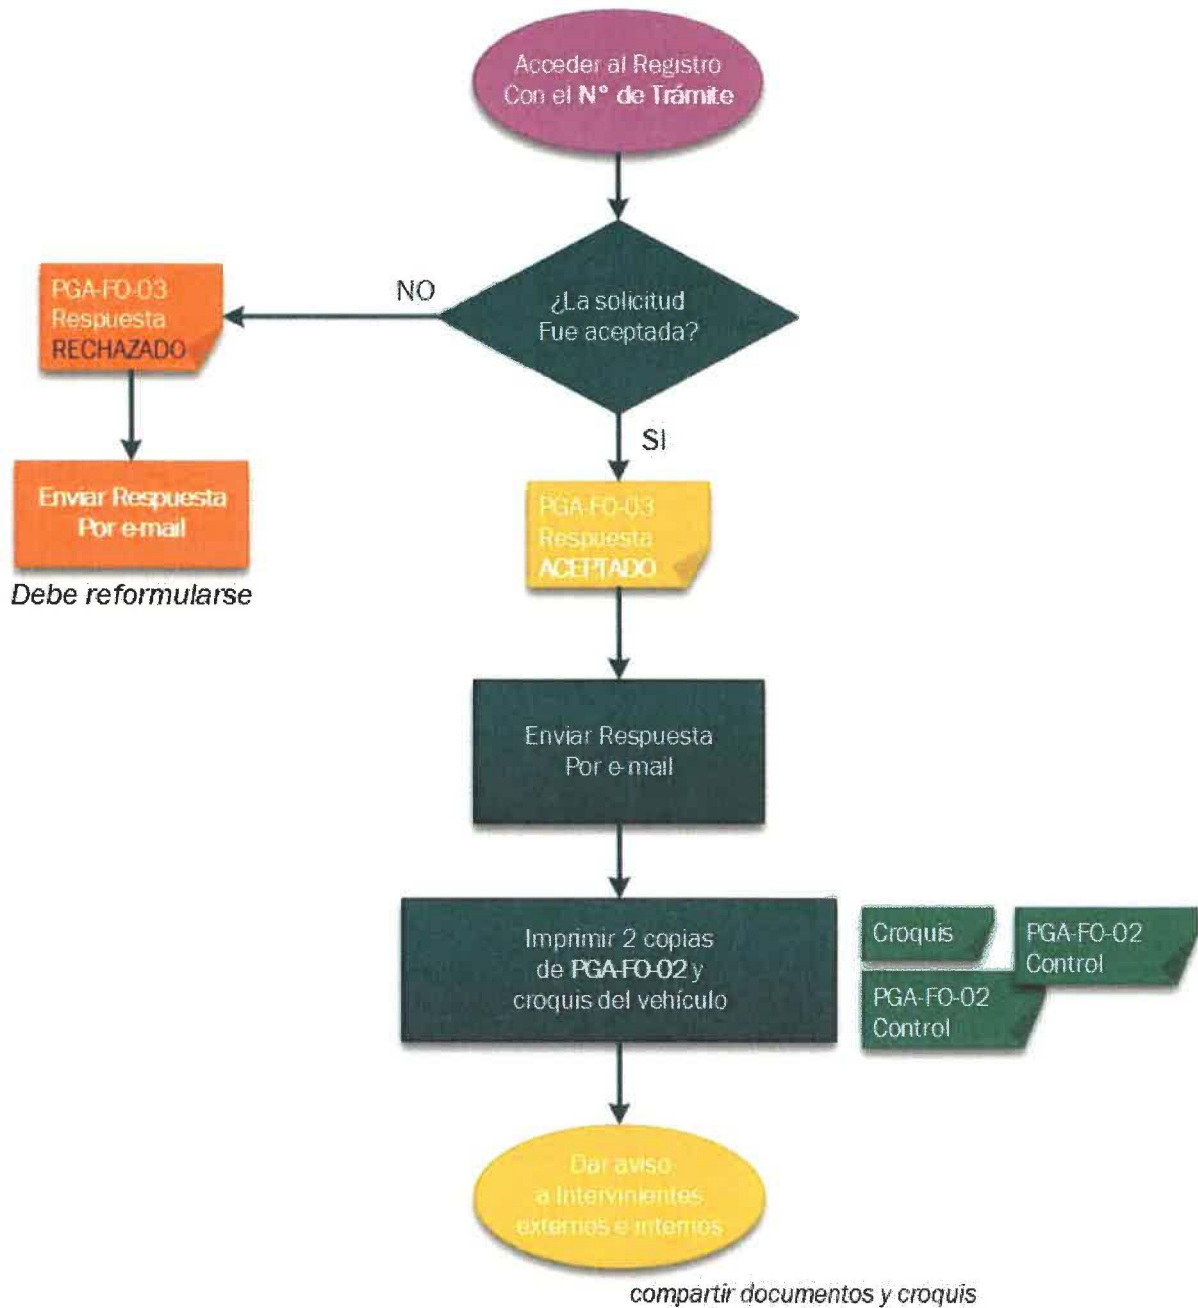 Acceder al Registro
Con el N° de Trámite
¿La solicitud
Fue aceptada?
NO
PGA-FO-03
Respuesta
RECHAZADO
Enviar Respuesta
Por e-mail
Debe reformularse
SI
PGA-FO-03
Respuesta
ACEPTADO
Enviar Respuesta
Por e-mail
Imprimir 2 copias
de PGA-FO-02 y
croquis del vehículo
Croquis
PGA-FO-02
Control
PGA-FO-02
Control
Dar aviso
a Intervinientes
externos e internos
compartir documentos y croquis